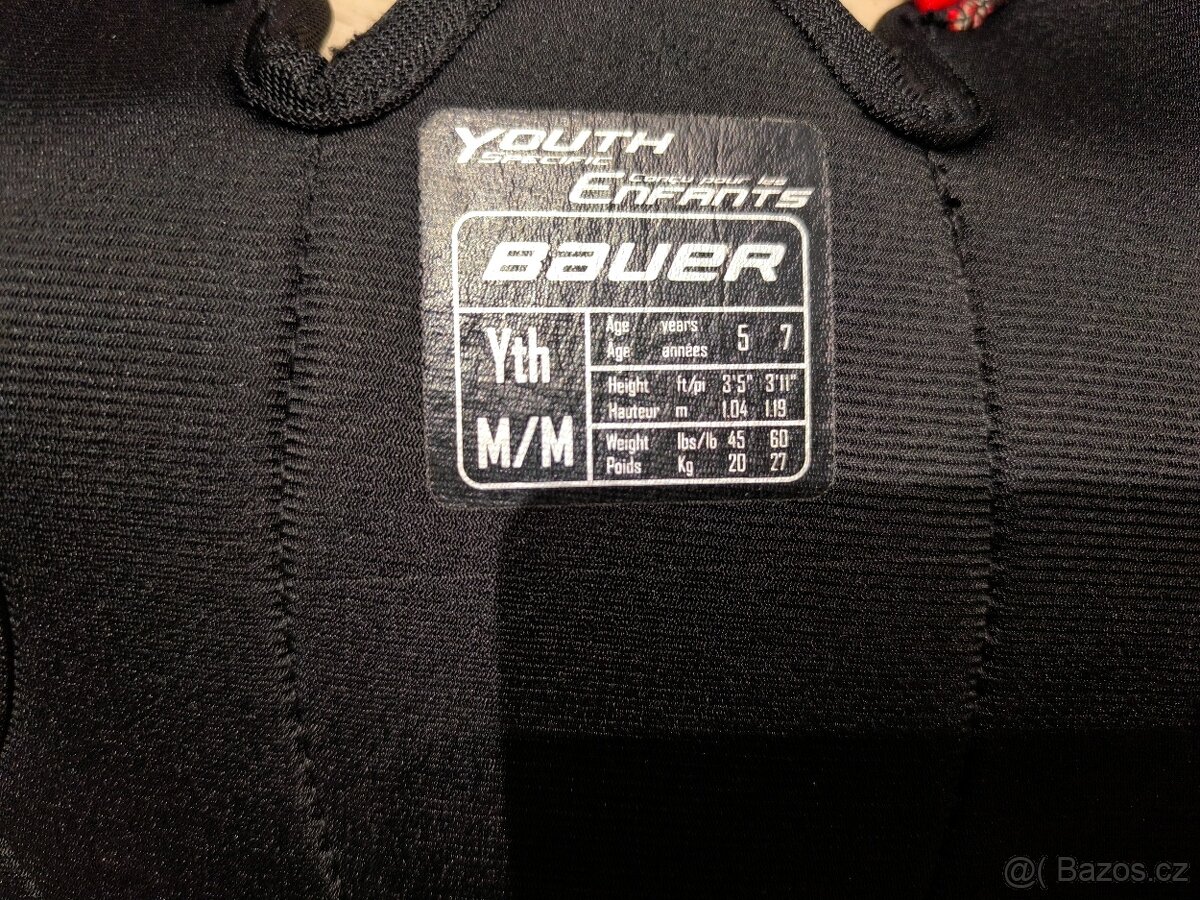 YOUTH
SPECIFIC
Conçu pour les
ENFANTS
BAUER
Yth
M/M
Age years 5 7
Âge années
Height ft/pi 3'5" 3'11"
Hauteur m 1.04 1.19
Weight lbs/lb 45 60
Poids Kg 20 27
@( Bazos.cz